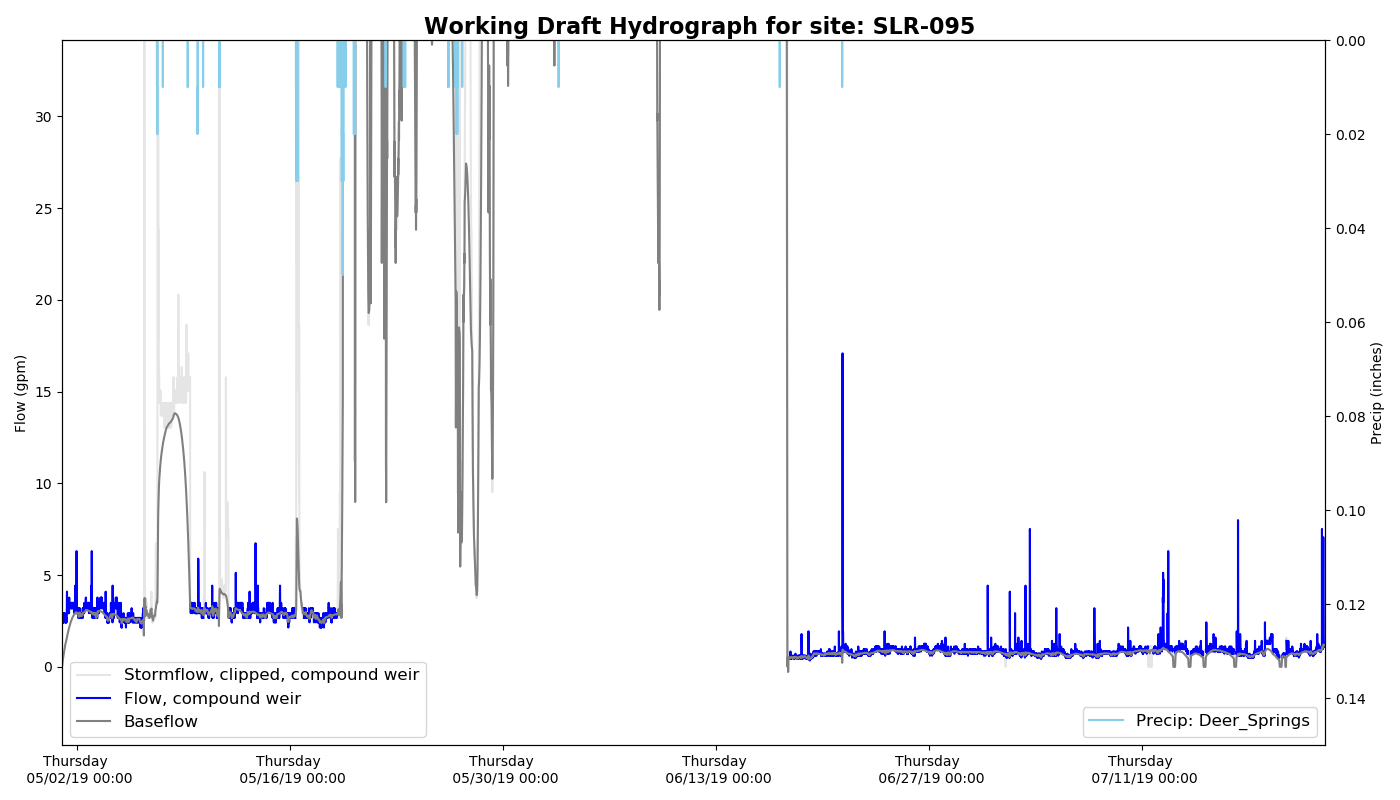 Working Draft Hydrograph for site: SLR-095
Flow (gpm)
30
25
20
15
10
5
0
0.00
0.02
0.04
0.06
0.08
0.10
0.12
0.14
Precip (inches)
Stormflow, clipped, compound weir
Flow, compound weir
Baseflow
Precip: Deer_Springs
Thursday
05/02/19 00:00
Thursday
05/16/19 00:00
Thursday
05/30/19 00:00
Thursday
06/13/19 00:00
Thursday
06/27/19 00:00
Thursday
07/11/19 00:00